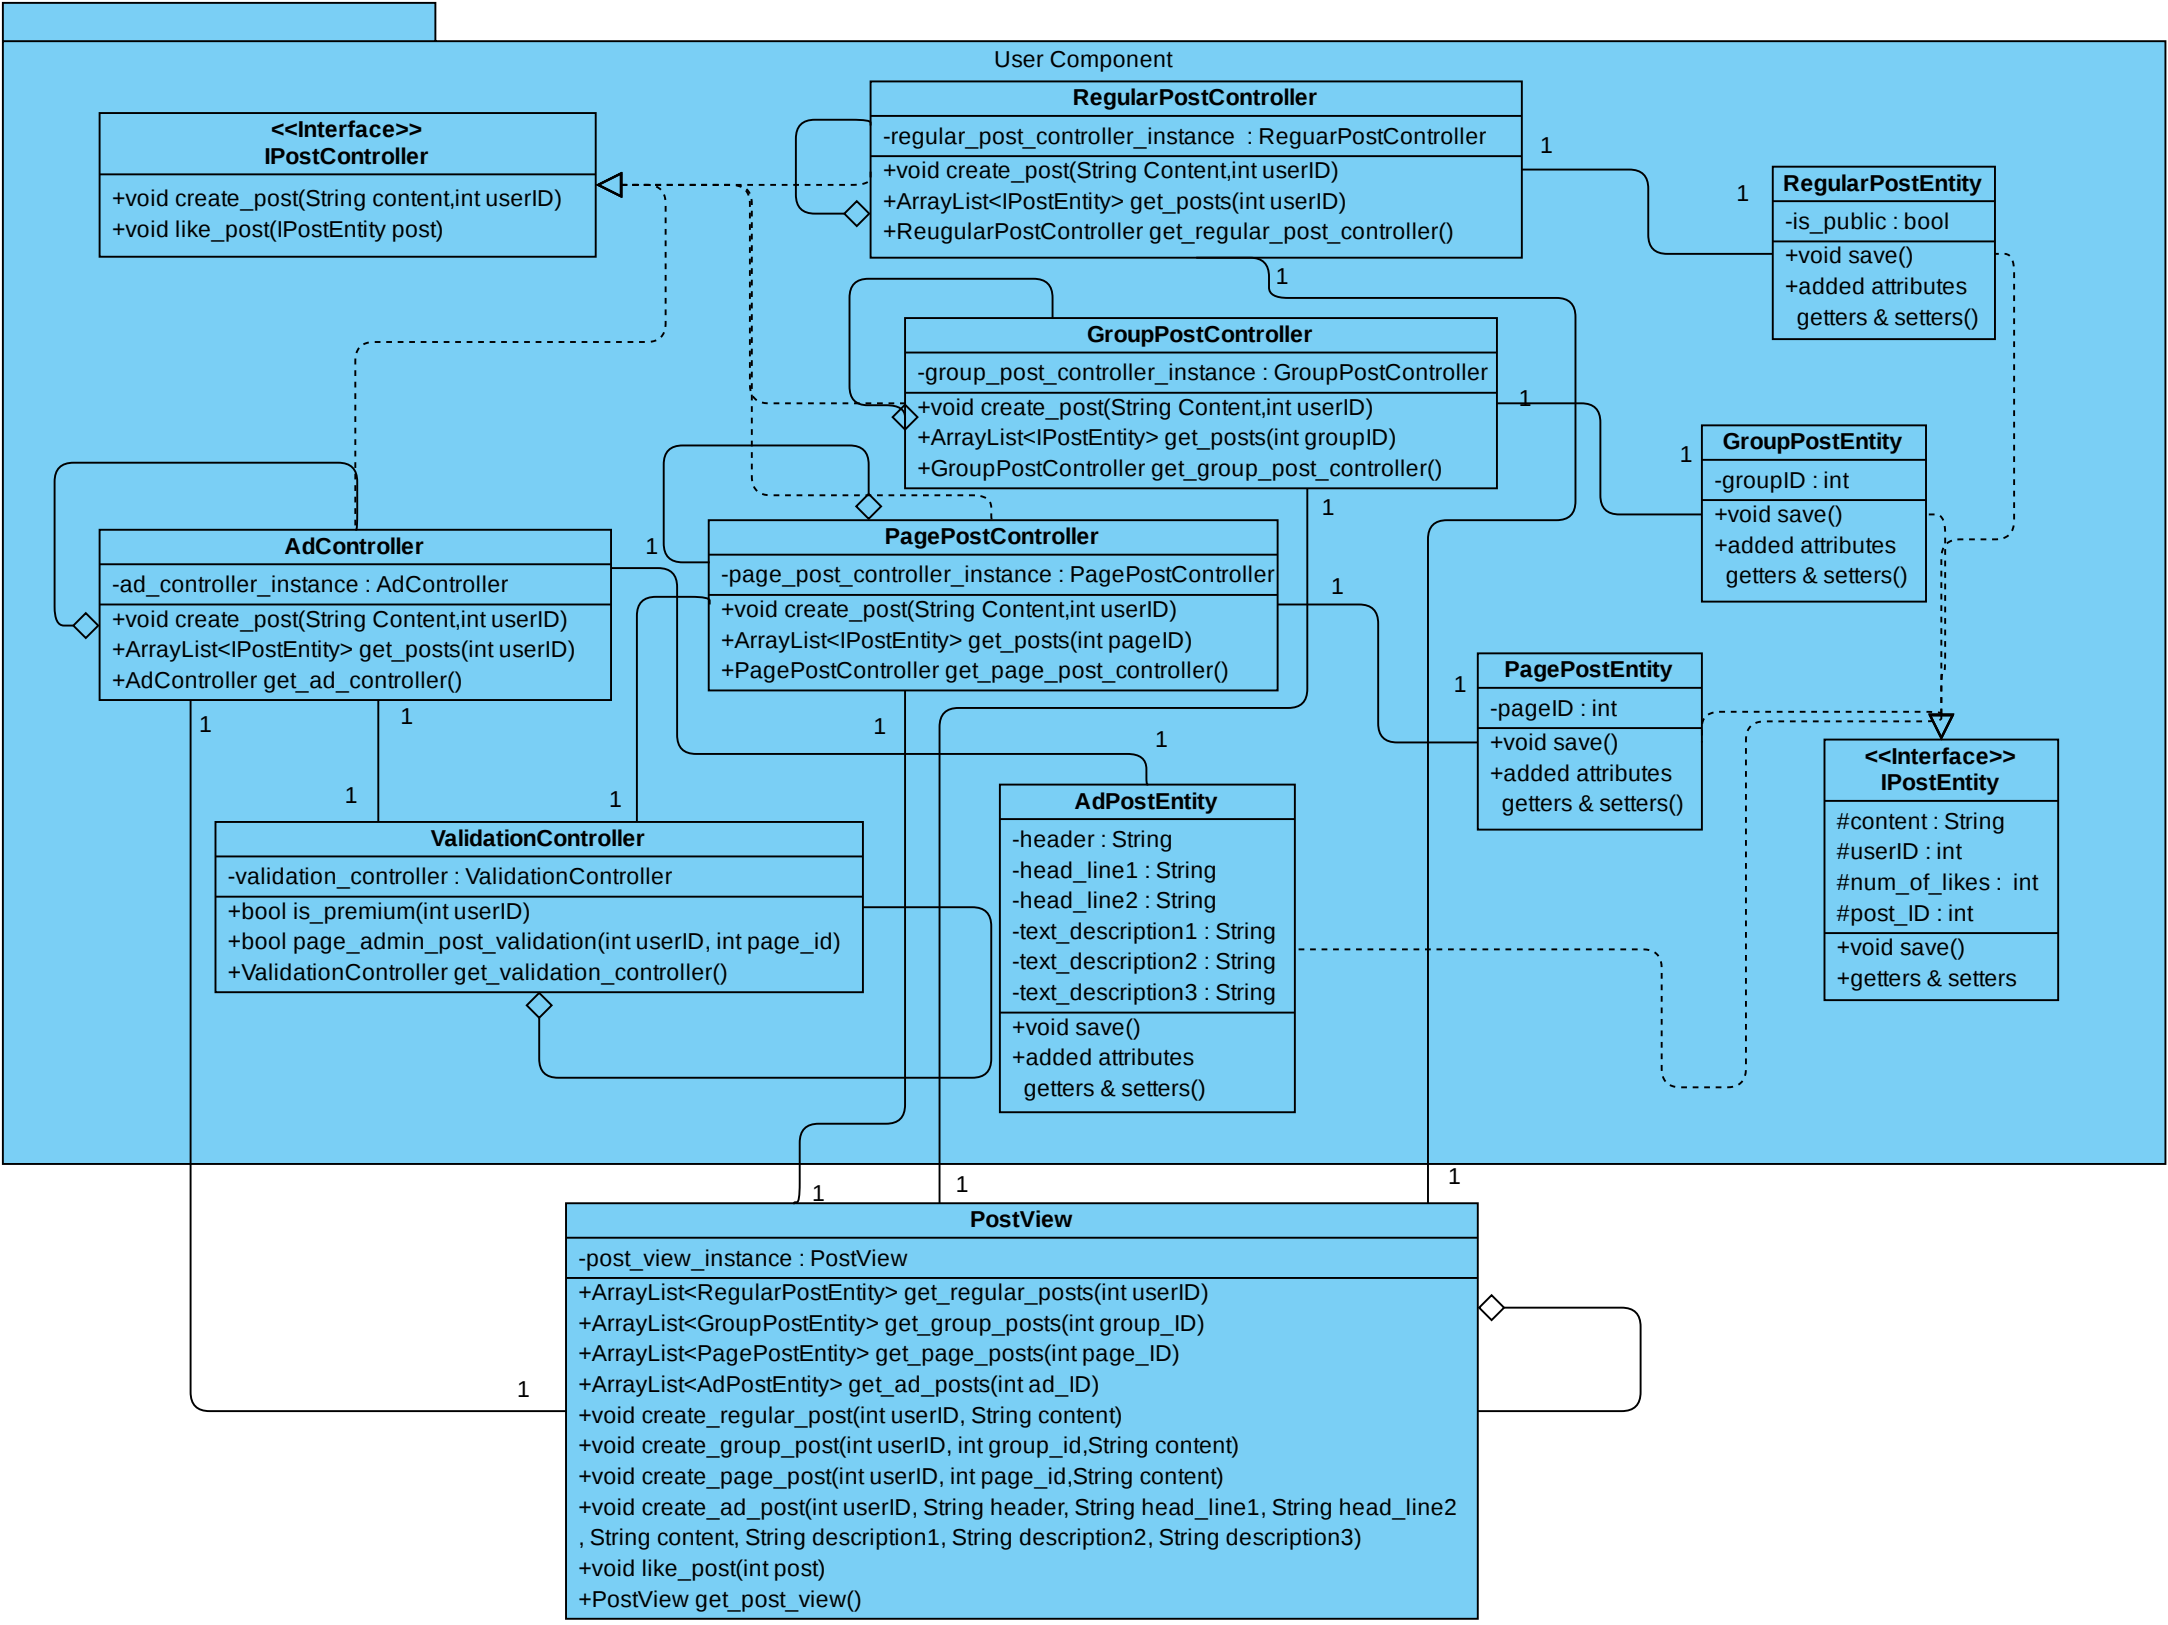 User Component
<<Interface>>
IPostController
+void create_post(String content,int userID)
+void like_post(IPostEntity post)
RegularPostController
-regular_post_controller_instance  : ReguarPostController
+void create_post(String Content,int userID)
+ArrayList<IPostEntity> get_posts(int userID)
+ReugularPostController get_regular_post_controller()
1
1
1
RegularPostEntity
-is_public : bool
+void save()
+added attributes
getters & setters()
GroupPostController
-group_post_controller_instance : GroupPostController
+void create_post(String Content,int userID)
+ArrayList<IPostEntity> get_posts(int groupID)
+GroupPostController get_group_post_controller()
1
1
1
GroupPostEntity
-groupID : int
+void save()
+added attributes
getters & setters()
AdController
-ad_controller_instance : AdController
+void create_post(String Content,int userID)
+ArrayList<IPostEntity> get_posts(int userID)
+AdController get_ad_controller()
1
1
1
PagePostController
-page_post_controller_instance : PagePostController
+void create_post(String Content,int userID)
+ArrayList<IPostEntity> get_posts(int pageID)
+PagePostController get_page_post_controller()
1
1
1
PagePostEntity
-pageID : int
+void save()
+added attributes
getters & setters()
1
1
ValidationController
-validation_controller : ValidationController
+bool is_premium(int userID)
+bool page_admin_post_validation(int userID, int page_id)
+ValidationController get_validation_controller()
1
AdPostEntity
-header : String
-head_line1 : String
-head_line2 : String
-text_description1 : String
-text_description2 : String
-text_description3 : String
+void save()
+added attributes
getters & setters()
<<Interface>>
IPostEntity
#content : String
#userID : int
#num_of_likes :  int
#post_ID : int
+void save()
+getters & setters
1
1
1
1
PostView
-post_view_instance : PostView
+ArrayList<RegularPostEntity> get_regular_posts(int userID)
+ArrayList<GroupPostEntity> get_group_posts(int group_ID)
+ArrayList<PagePostEntity> get_page_posts(int page_ID)
+ArrayList<AdPostEntity> get_ad_posts(int ad_ID)
+void create_regular_post(int userID, String content)
+void create_group_post(int userID, int group_id,String content)
+void create_page_post(int userID, int page_id,String content)
+void create_ad_post(int userID, String header, String head_line1, String head_line2
, String content, String description1, String description2, String description3)
+void like_post(int post)
+PostView get_post_view()